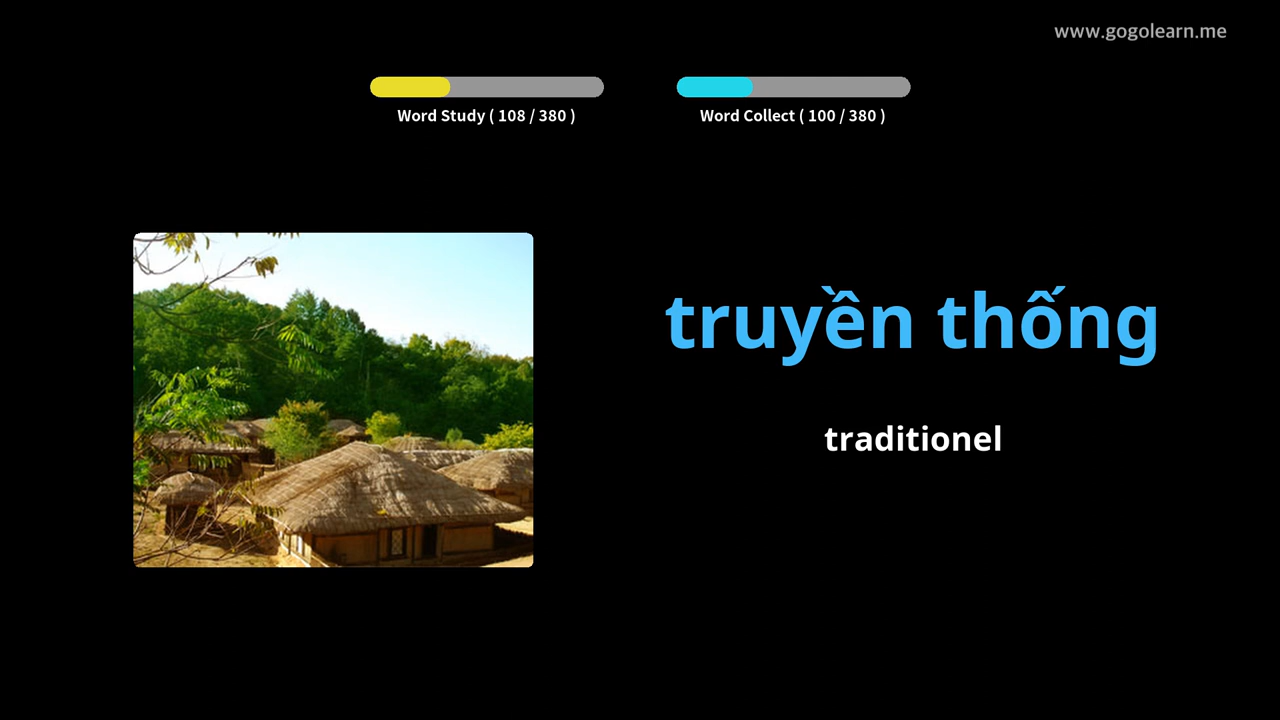 www.gogolearn.me
Word Study ( 108 / 380 )
Word Collect ( 100 / 380 )
truyền thống
traditionel